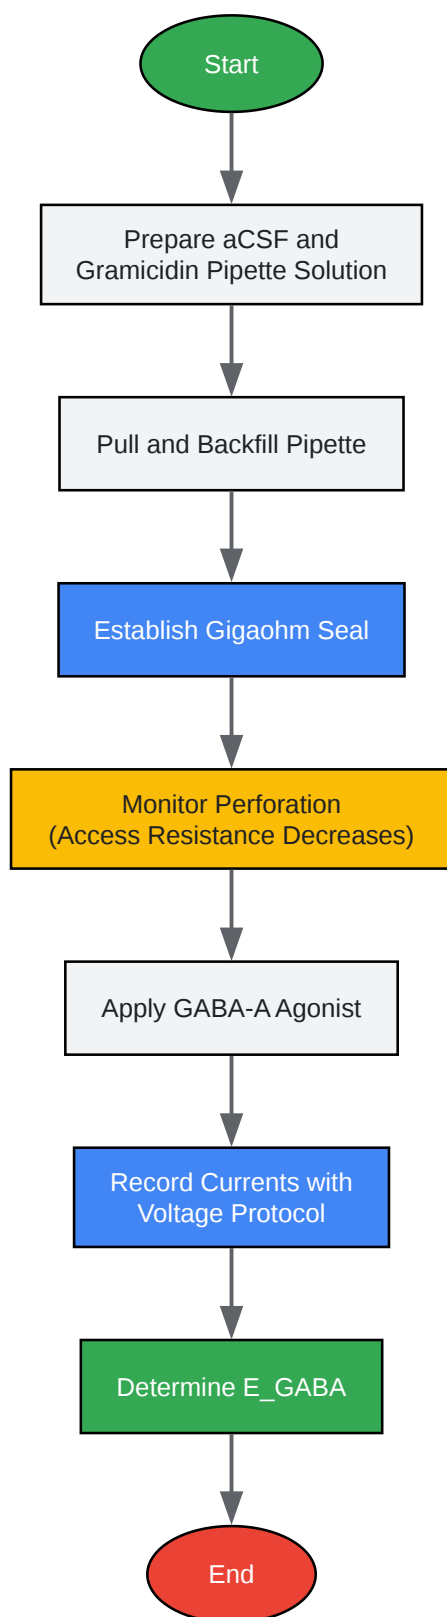 Start
Prepare aCSF and
Gramicidin Pipette Solution
Pull and Backfill Pipette
Establish Gigaohm Seal
Monitor Perforation
(Access Resistance Decreases)
Apply GABA-A Agonist
Record Currents with
Voltage Protocol
Determine E_GABA
End